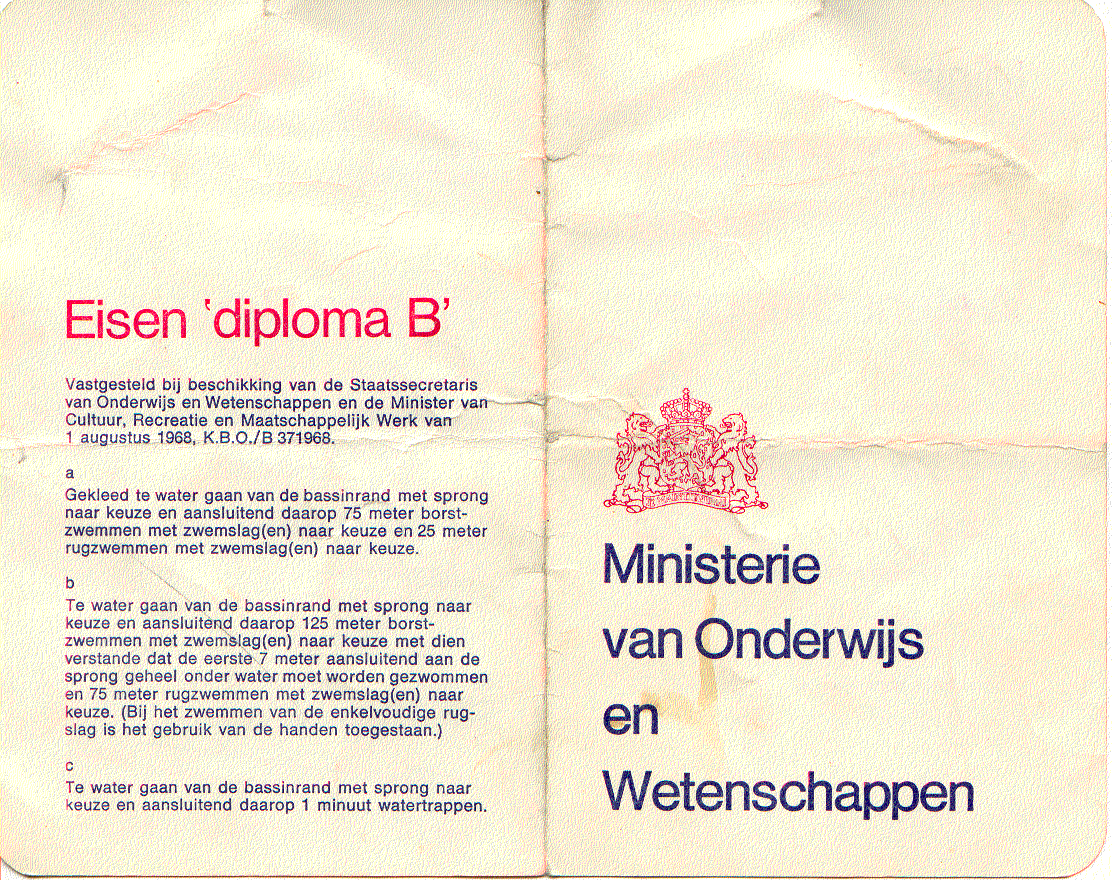 Eisen 'diploma B'
Vastgesteld bij beschikking van de Staatssecretaris
van Onderwijs en Wetenschappen en de Minister van
Cultuur, Recreatie en Maatschappelijk Werk van
1 augustus 1968, K.B.O./B 371968.
a
Gekleed te water gaan van de bassinrand met sprong
naar keuze en aansluitend daarop 75 meter borst-
zwemmen met zwemslag(en) naar keuze en 25 meter
rugzwemmen met zwemslag(en) naar keuze.
b
Te water gaan van de bassinrand met sprong naar
keuze en aansluitend daarop 125 meter borst-
zwemmen met zwemslag(en) naar keuze met dien
verstande dat de eerste 7 meter aansluitend aan de
sprong geheel onder water moet worden gezwommen
en 75 meter rugzwemmen met zwemslag(en) naar
keuze. (Bij het zwemmen van de enkelvoudige rug-
slag is het gebruik van de handen toegestaan.)
c
Te water gaan van de bassinrand met sprong naar
keuze en aansluitend daarop 1 minuut watertrappen.
Ministerie
van Onderwijs
en
Wetenschappen